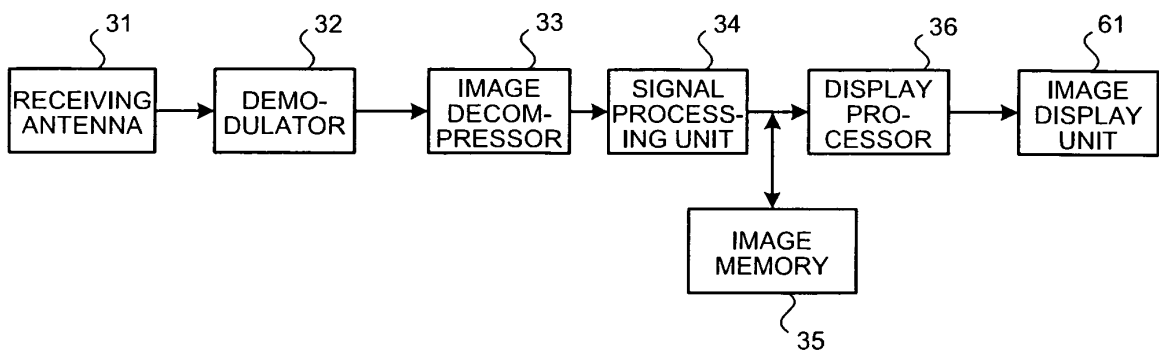 31
32
33
34
36
61
RECEIVING
ANTENNA
DEMO-
DULATOR
IMAGE
DECOM-
PRESSOR
SIGNAL
PROCESS-
ING UNIT
DISPLAY
PRO-
CESSOR
IMAGE
DISPLAY
UNIT
IMAGE
MEMORY
35